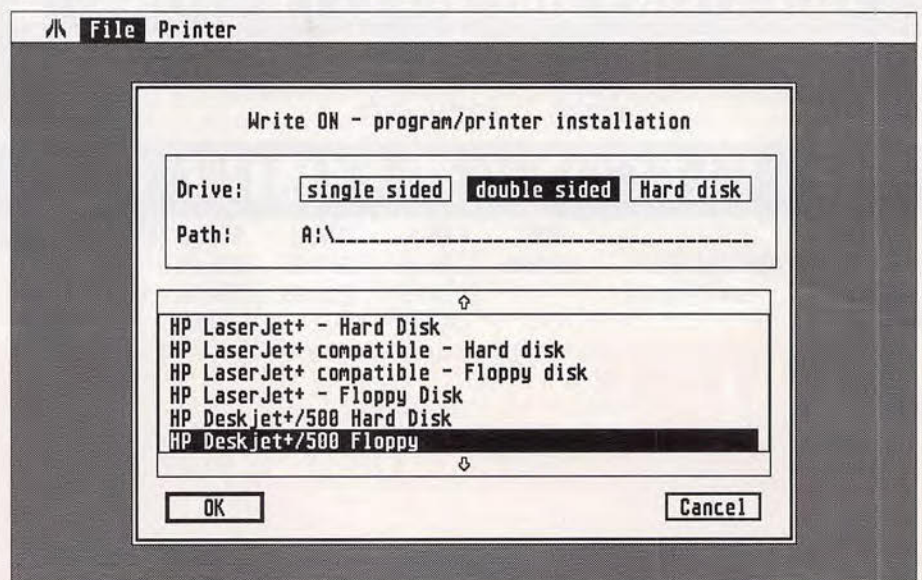 File Printer
Write ON - program/printer installation
Drive: single sided double sided Hard disk
Path: A:\______________________________________
HP LaserJet+ - Hard Disk
HP LaserJet+ compatible - Hard disk
HP LaserJet+ compatible - Floppy disk
HP LaserJet+ - Floppy Disk
HP Deskjet+/500 Hard Disk
HP Deskjet+/500 Floppy
OK Cancel